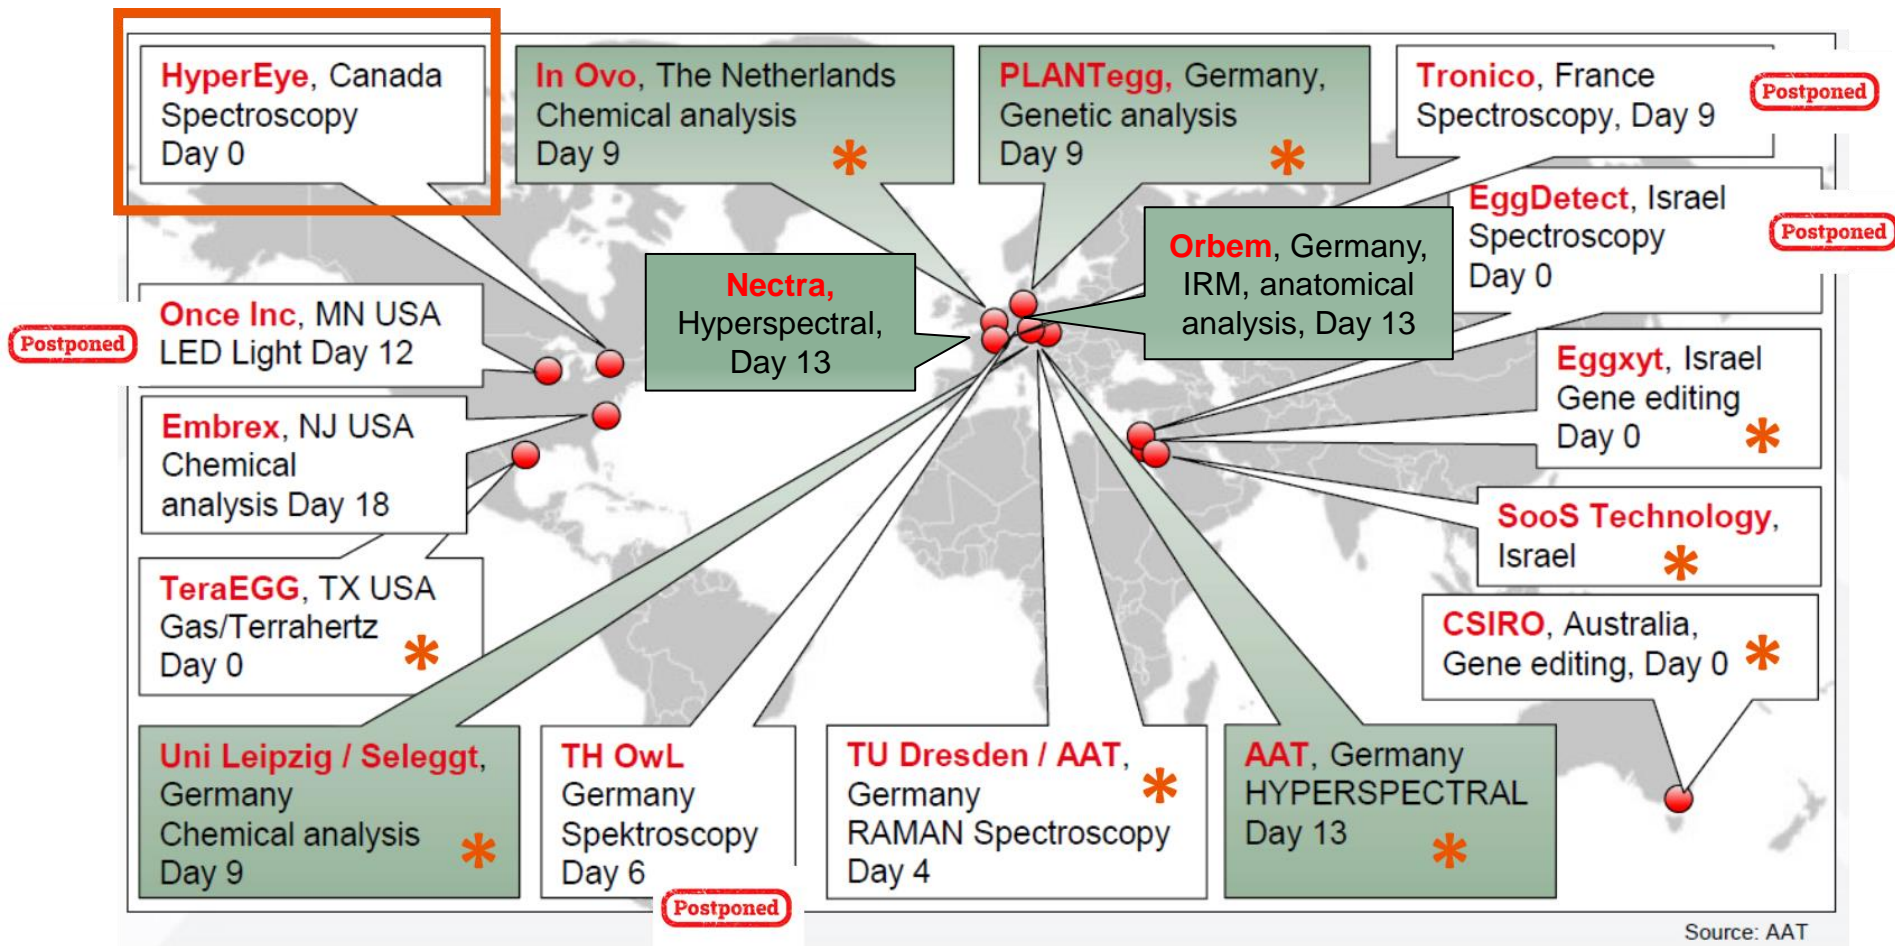 HyperEye, Canada
Spectroscopy
Day 0
In Ovo, The Netherlands
Chemical analysis
Day 9
*
PLANTegg, Germany,
Genetic analysis
Day 9
*
Tronico, France
Spectroscopy, Day 9
Postponed
EggDetect, Israel
Spectroscopy
Day 0
Postponed
Orbem, Germany,
IRM, anatomical
analysis, Day 13
Nectra,
Hyperspectral,
Day 13
Once Inc, MN USA
LED Light Day 12
Postponed
Eggxyt, Israel
Gene editing
Day 0
*
Embrex, NJ USA
Chemical
analysis Day 18
SooS Technology,
Israel
*
TeraEGG, TX USA
Gas/Terrahertz
Day 0
*
CSIRO, Australia,
Gene editing, Day 0
*
Uni Leipzig / Seleggt,
Germany
Chemical analysis
Day 9
*
TH OwL
Germany
Spektroscopy
Day 6
Postponed
TU Dresden / AAT,
Germany
RAMAN Spectroscopy
Day 4
*
AAT, Germany
HYPERSPECTRAL
Day 13
*
Source: AAT